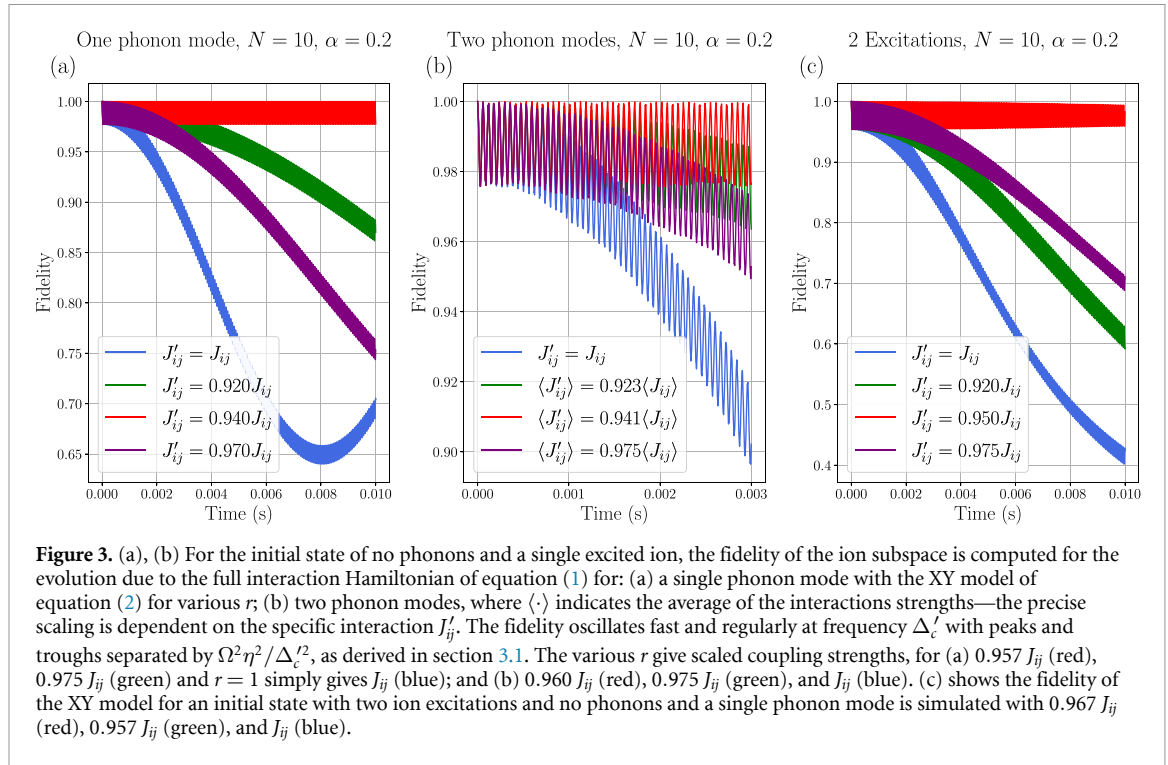 One phonon mode, N = 10, α = 0.2
(a)
Fidelity
1.00
0.95
0.90
0.85
0.80
0.75
0.70
0.65
J′ij = Jij
J′ij = 0.920Jij
J′ij = 0.940Jij
J′ij = 0.970Jij
0.000 0.002 0.004 0.006 0.008 0.010
Time (s)
Two phonon modes, N = 10, α = 0.2
(b)
Fidelity
1.00
0.98
0.96
0.94
0.92
0.90
J′ij = Jij
⟨J′ij⟩ = 0.923⟨Jij⟩
⟨J′ij⟩ = 0.941⟨Jij⟩
⟨J′ij⟩ = 0.975⟨Jij⟩
0.000 0.001 0.002 0.003
Time (s)
2 Excitations, N = 10, α = 0.2
(c)
Fidelity
1.0
0.9
0.8
0.7
0.6
0.5
0.4
J′ij = Jij
J′ij = 0.920Jij
J′ij = 0.950Jij
J′ij = 0.975Jij
0.000 0.002 0.004 0.006 0.008 0.010
Time (s)
Figure 3. (a), (b) For the initial state of no phonons and a single excited ion, the fidelity of the ion subspace is computed for the
evolution due to the full interaction Hamiltonian of equation (1) for: (a) a single phonon mode with the XY model of
equation (2) for various r; (b) two phonon modes, where ⟨·⟩ indicates the average of the interactions strengths—the precise
scaling is dependent on the specific interaction J′ij. The fidelity oscillates fast and regularly at frequency Δc′ with peaks and
troughs separated by Ω²η²/Δc′², as derived in section 3.1. The various r give scaled coupling strengths, for (a) 0.957 Jij (red),
0.975 Jij (green) and r = 1 simply gives Jij (blue); and (b) 0.960 Jij (red), 0.975 Jij (green), and Jij (blue). (c) shows the fidelity of
the XY model for an initial state with two ion excitations and no phonons and a single phonon mode is simulated with 0.967 Jij
(red), 0.957 Jij (green), and Jij (blue).